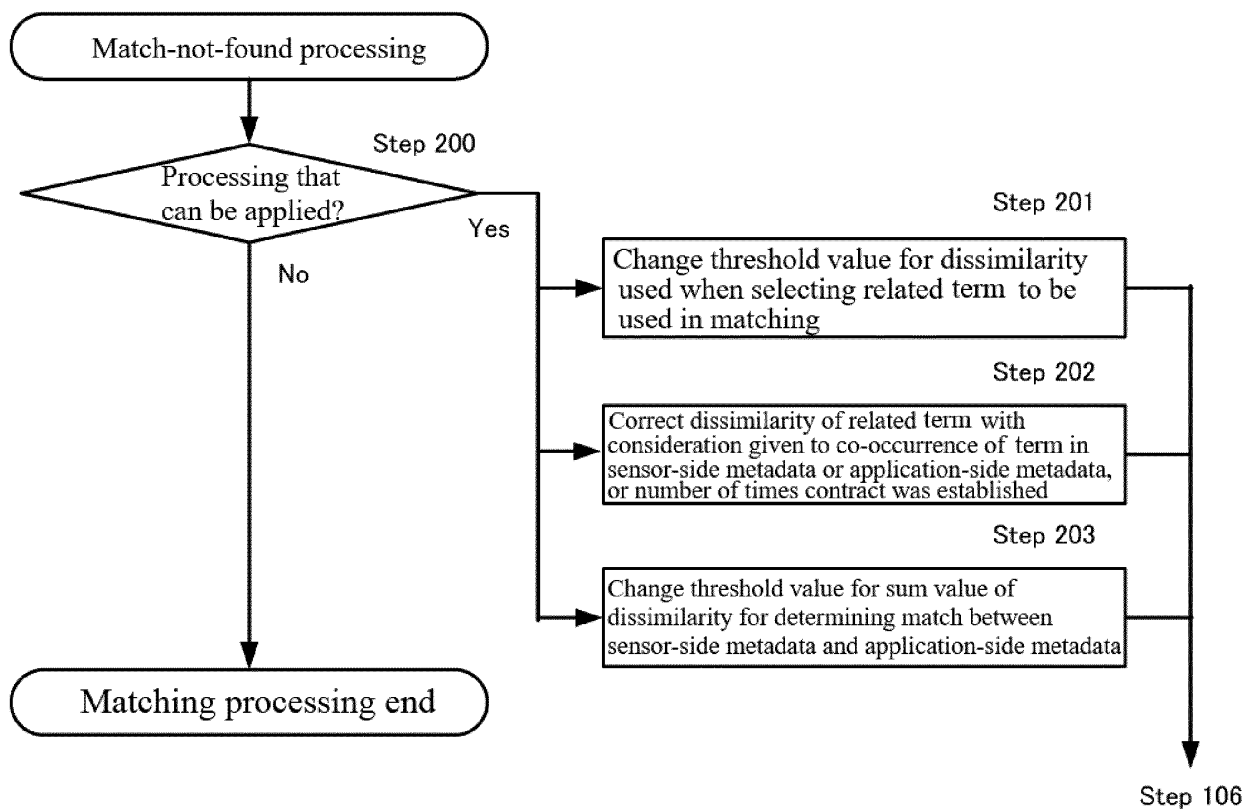 Match-not-found processing
Step 200
Processing that
can be applied?
Yes
No
Step 201
Change threshold value for dissimilarity
used when selecting related term to be
used in matching
Step 202
Correct dissimilarity of related term with
consideration given to co-occurrence of term in
sensor-side metadata or application-side metadata,
or number of times contract was established
Step 203
Change threshold value for sum value of
dissimilarity for determining match between
sensor-side metadata and application-side metadata
Matching processing end
Step 106